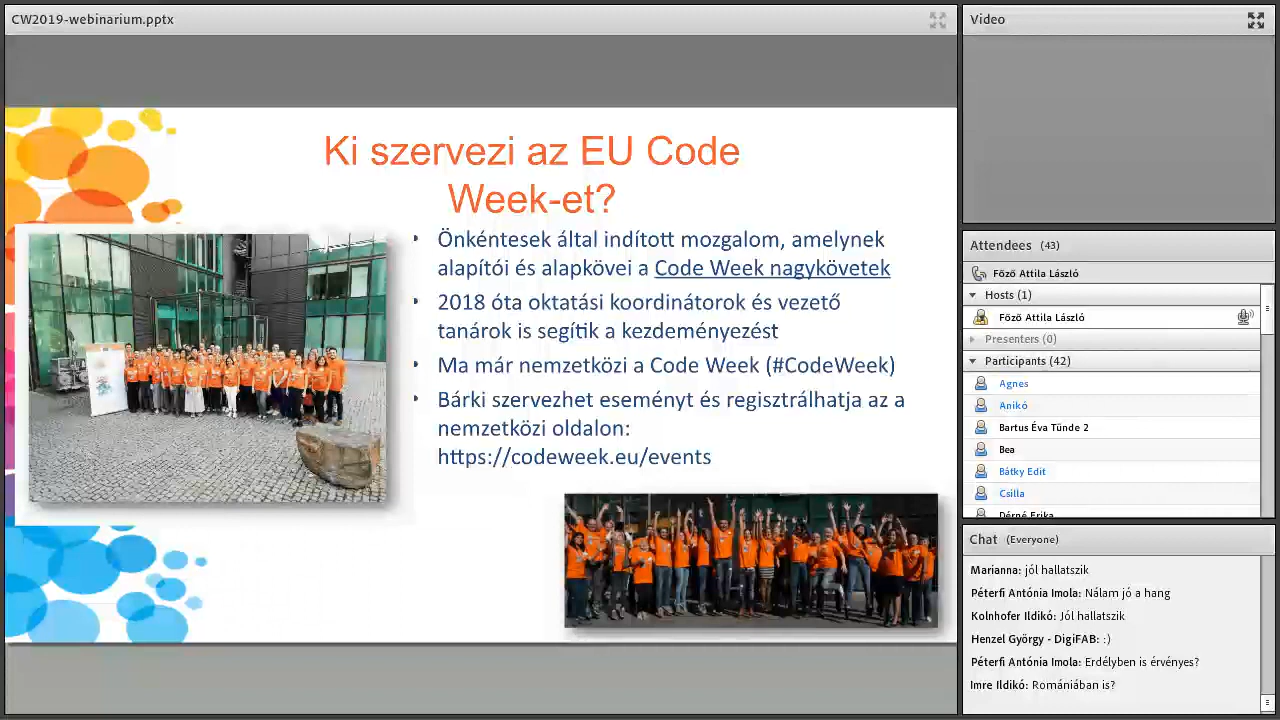 CW2019-webinarium.pptx
Ki szervezi az EU Code
Week-et?
• Önkéntesek által indított mozgalom, amelynek
alapítói és alapkövei a Code Week nagykövetek
• 2018 óta oktatási koordinátorok és vezető
tanárok is segítik a kezdeményezést
• Ma már nemzetközi a Code Week (#CodeWeek)
• Bárki szervezhet eseményt és regisztrálhatja az a
nemzetközi oldalon:
https://codeweek.eu/events
Video
Attendees (43)
Főző Attila László
Hosts (1)
Főző Attila László
Presenters (0)
Participants (42)
Agnes
Anikó
Bartus Éva Tünde 2
Bea
Bátky Edit
Csilla
Dérné Erika
Chat (Everyone)
Marianna: jól hallatszik
Péterfi Antónia Imola: Nálam jó a hang
Kolnhofer Ildikó: Jól hallatszik
Henzel György - DigiFAB: :)
Péterfi Antónia Imola: Erdélyben is érvényes?
Imre Ildikó: Romániában is?